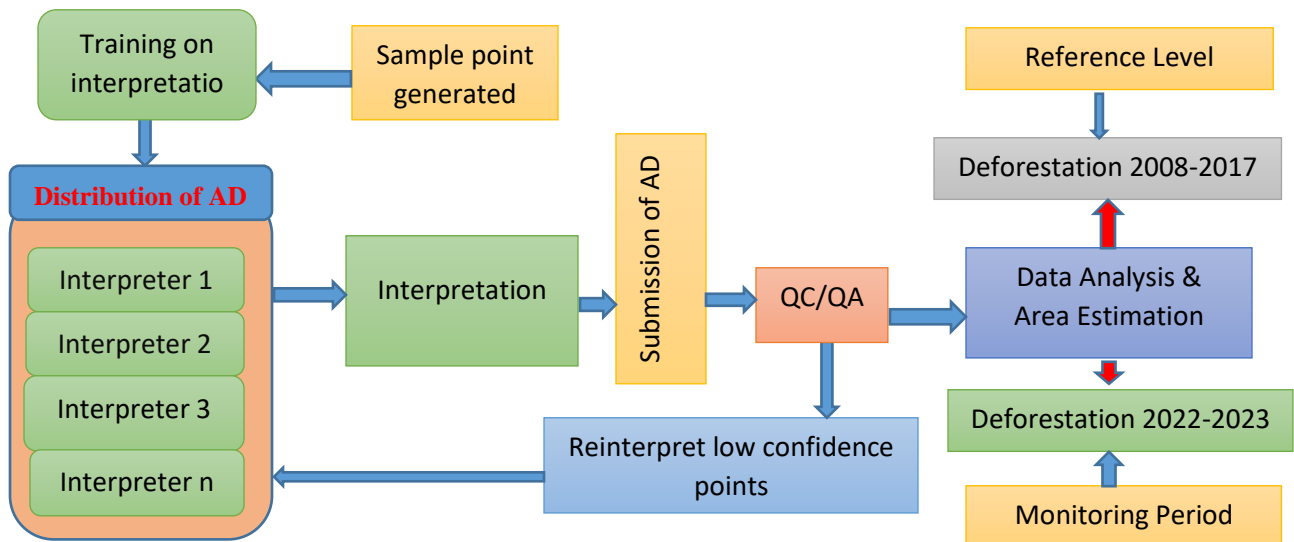 Training on
interpretatio
Sample point
generated
Distribution of AD
Interpreter 1
Interpreter 2
Interpreter 3
Interpreter n
Interpretation
Submission of AD
QC/QA
Reinterpret low confidence
points
Reference Level
Deforestation 2008-2017
Data Analysis &
Area Estimation
Deforestation 2022-2023
Monitoring Period